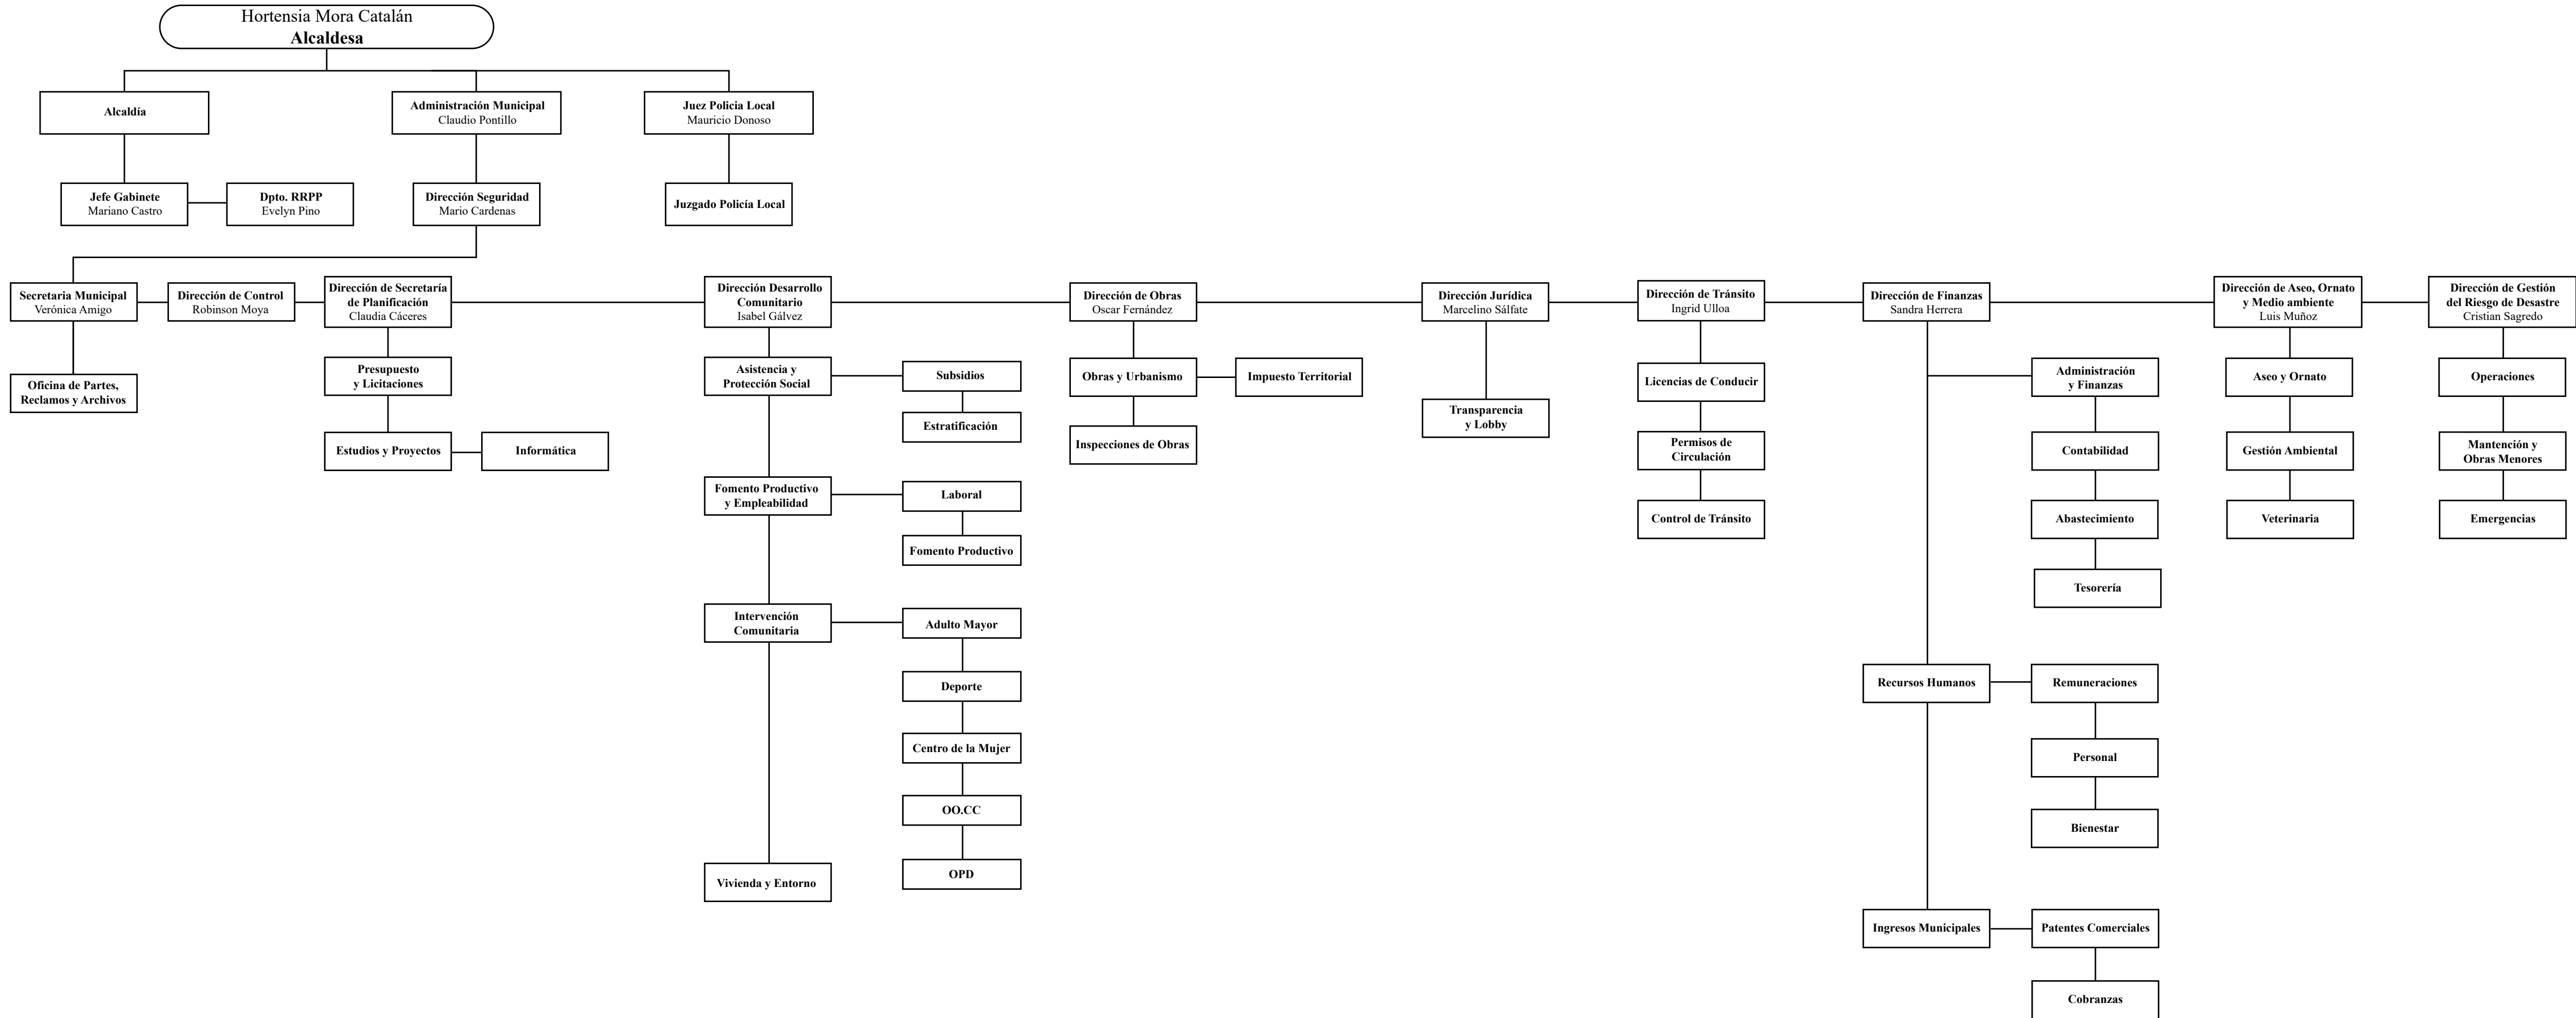 Hortensia Mora Catalán
Alcaldesa
Alcaldía
Administración Municipal
Claudio Pontillo
Juez Policia Local
Mauricio Donoso
Jefe Gabinete
Mariano Castro
Dpto. RRPP
Evelyn Pino
Dirección Seguridad
Mario Cardenas
Juzgado Policía Local
Secretaria Municipal
Verónica Amigo
Dirección de Control
Robinson Moya
Dirección de Secretaría
de Planificación
Claudia Cáceres
Dirección Desarrollo
Comunitario
Isabel Gálvez
Dirección de Obras
Oscar Fernández
Dirección Jurídica
Marcelino Sálfate
Dirección de Tránsito
Ingrid Ulloa
Dirección de Finanzas
Sandra Herrera
Dirección de Aseo, Ornato
y Medio ambiente
Luis Muñoz
Dirección de Gestión
del Riesgo de Desastre
Cristian Sagredo
Oficina de Partes,
Reclamos y Archivos
Presupuesto
y Licitaciones
Estudios y Proyectos
Informática
Asistencia y
Protección Social
Subsidios
Estratificación
Fomento Productivo
y Empleabilidad
Laboral
Fomento Productivo
Intervención
Comunitaria
Adulto Mayor
Deporte
Centro de la Mujer
OO.CC
OPD
Vivienda y Entorno
Obras y Urbanismo
Impuesto Territorial
Inspecciones de Obras
Transparencia
y Lobby
Licencias de Conducir
Permisos de
Circulación
Control de Tránsito
Administración
y Finanzas
Contabilidad
Abastecimiento
Tesorería
Recursos Humanos
Remuneraciones
Personal
Bienestar
Ingresos Municipales
Patentes Comerciales
Cobranzas
Aseo y Ornato
Gestión Ambiental
Veterinaria
Operaciones
Mantención y
Obras Menores
Emergencias